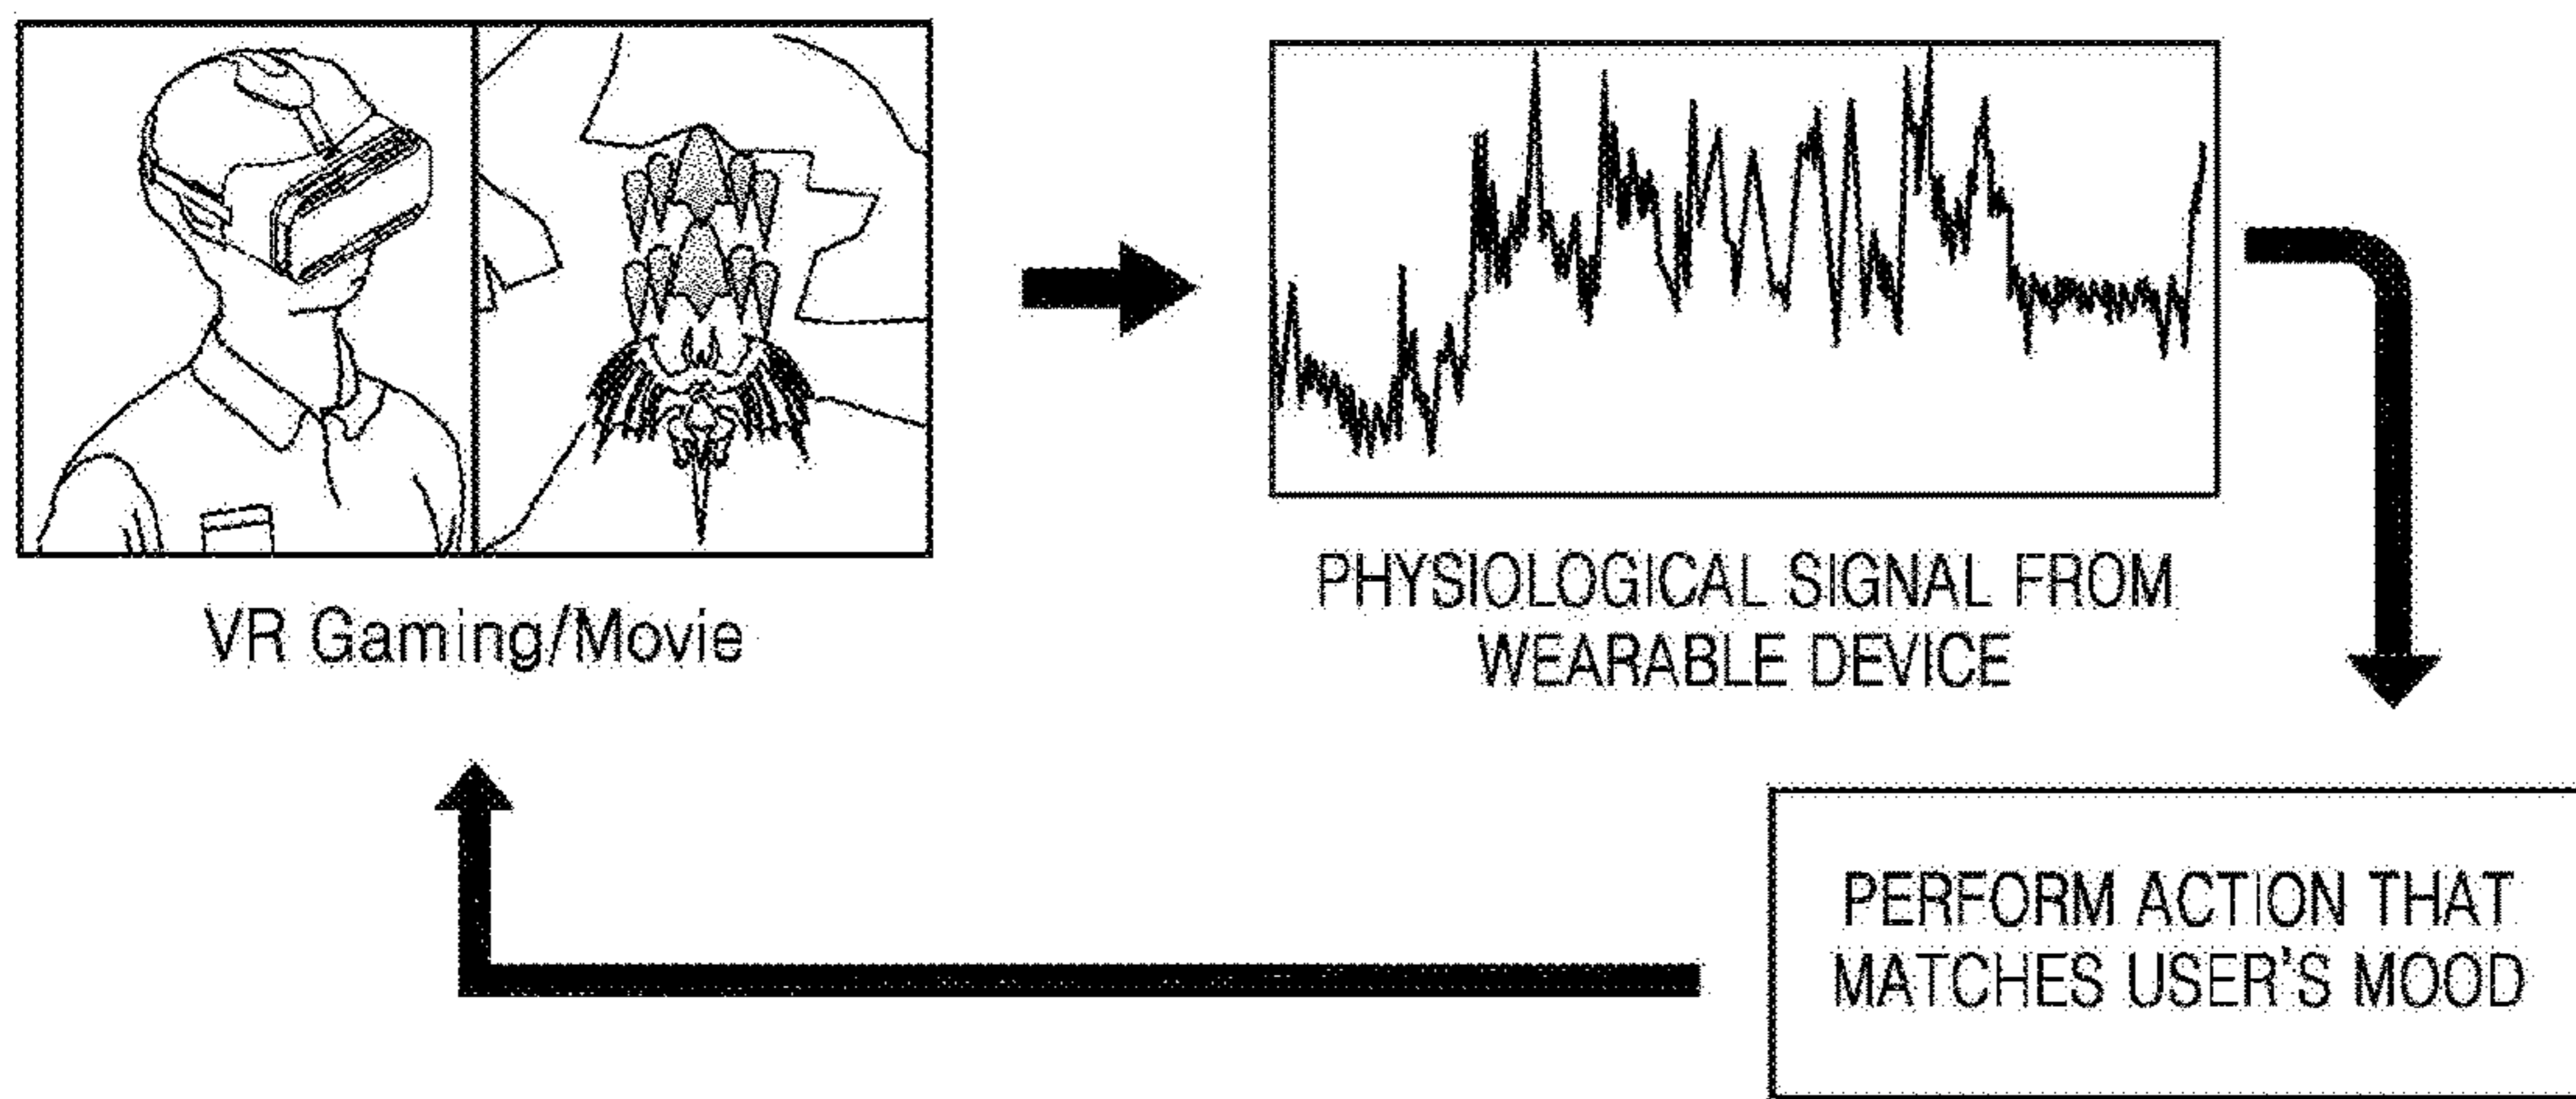 VR Gaming/Movie
PHYSIOLOGICAL SIGNAL FROM
WEARABLE DEVICE
PERFORM ACTION THAT
MATCHES USER'S MOOD